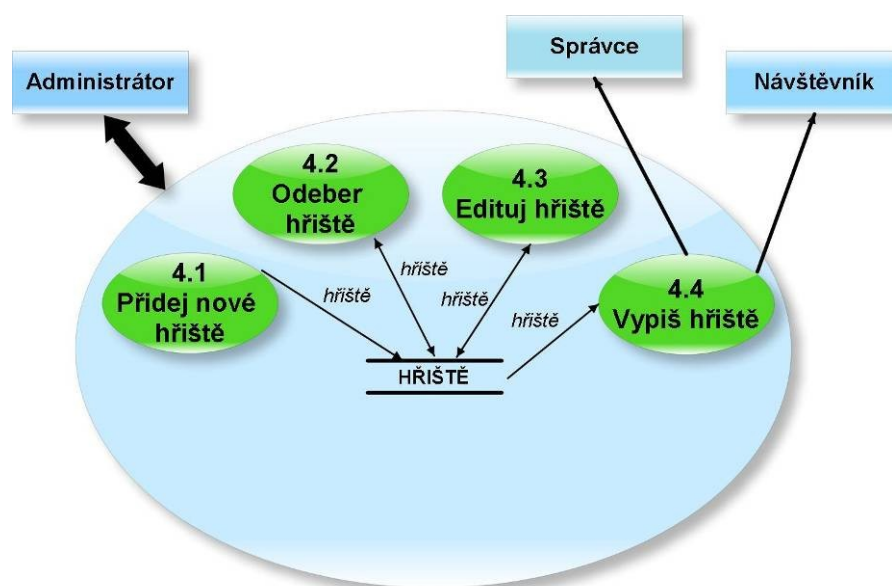 Správce
Administrátor
Návštěvník
4.2
Odeber
hřiště
4.3
Edituj hřiště
4.1
Přidej nové
hřiště
hřiště
hřiště
hřiště
hřiště
4.4
Vypiš hřiště
HŘIŠTĚ